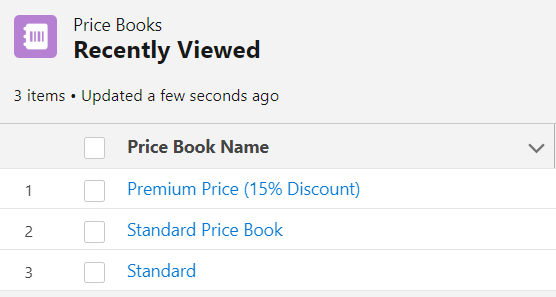 Price Books
Recently Viewed
3 items • Updated a few seconds ago
Price Book Name
1 Premium Price (15% Discount)
2 Standard Price Book
3 Standard